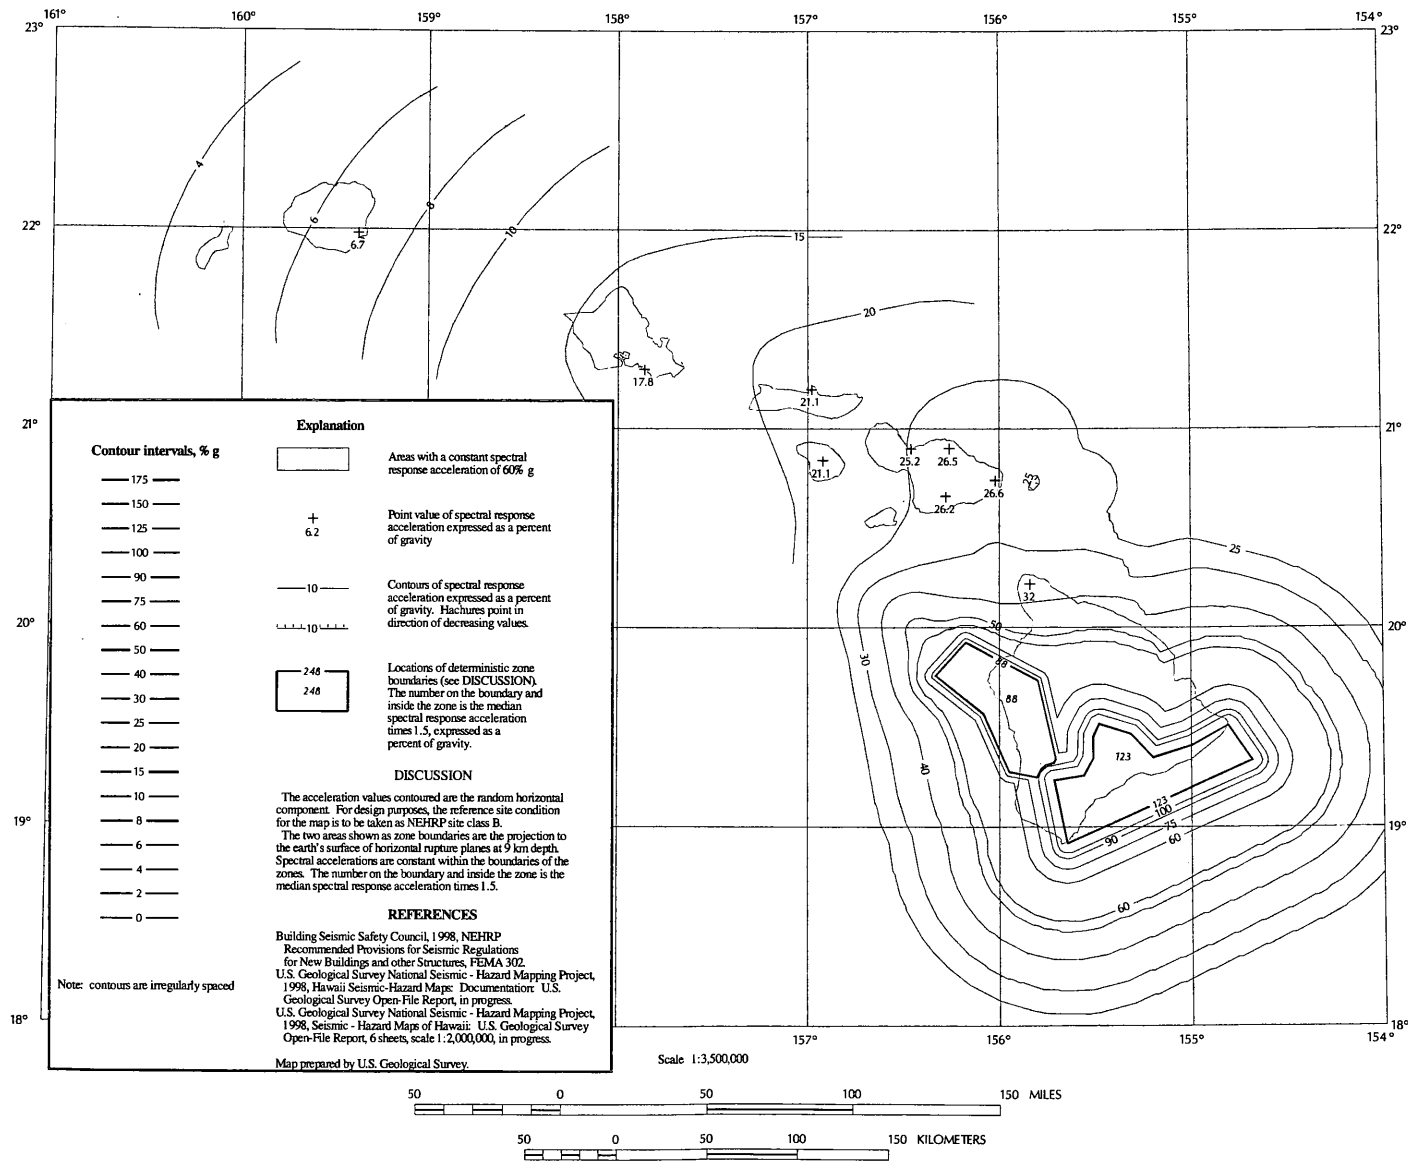 161° 160° 159° 158° 157° 156° 155° 154°
23° 23°
4
6
8
10
15
22° 22°
6.7
20
17.8
21.1
21°
21°
25.2 26.5
21.1
25
26.6
26.2
25
32
20° 20°
50
30
88
88
40
123
123
100
75
90
60
19° 19°
60
18° 18°
157° 156° 155° 154°
Explanation
Contour intervals, % g
175
150
125
100
90
75
60
50
40
30
25
20
15
10
8
6
4
2
0
Note: contours are irregularly spaced
Areas with a constant spectral
response acceleration of 60% g
6.2
Point value of spectral response
acceleration expressed as a percent
of gravity
10
Contours of spectral response
acceleration expressed as a percent
of gravity. Hachures point in
direction of decreasing values.
10
248
248
Locations of deterministic zone
boundaries (see DISCUSSION).
The number on the boundary and
inside the zone is the median
spectral response acceleration
times 1.5, expressed as a
percent of gravity.
DISCUSSION
The acceleration values contoured are the random horizontal
component. For design purposes, the reference site condition
for the map is to be taken as NEHRP site class B.
The two areas shown as zone boundaries are the projection to
the earth's surface of horizontal rupture planes at 9 km depth.
Spectral accelerations are constant within the boundaries of the
zones. The number on the boundary and inside the zone is the
median spectral response acceleration times 1.5.
REFERENCES
Building Seismic Safety Council, 1998, NEHRP
Recommended Provisions for Seismic Regulations
for New Buildings and other Structures, FEMA 302.
U.S. Geological Survey National Seismic - Hazard Mapping Project,
1998, Hawaii Seismic-Hazard Maps: Documentation: U.S.
Geological Survey Open-File Report, in progress.
U.S. Geological Survey National Seismic - Hazard Mapping Project,
1998, Seismic - Hazard Maps of Hawaii: U.S. Geological Survey
Open-File Report, 6 sheets, scale 1:2,000,000, in progress.
Map prepared by U.S. Geological Survey.
Scale 1:3,500,000
50 0 50 100 150 MILES
50 0 50 100 150 KILOMETERS